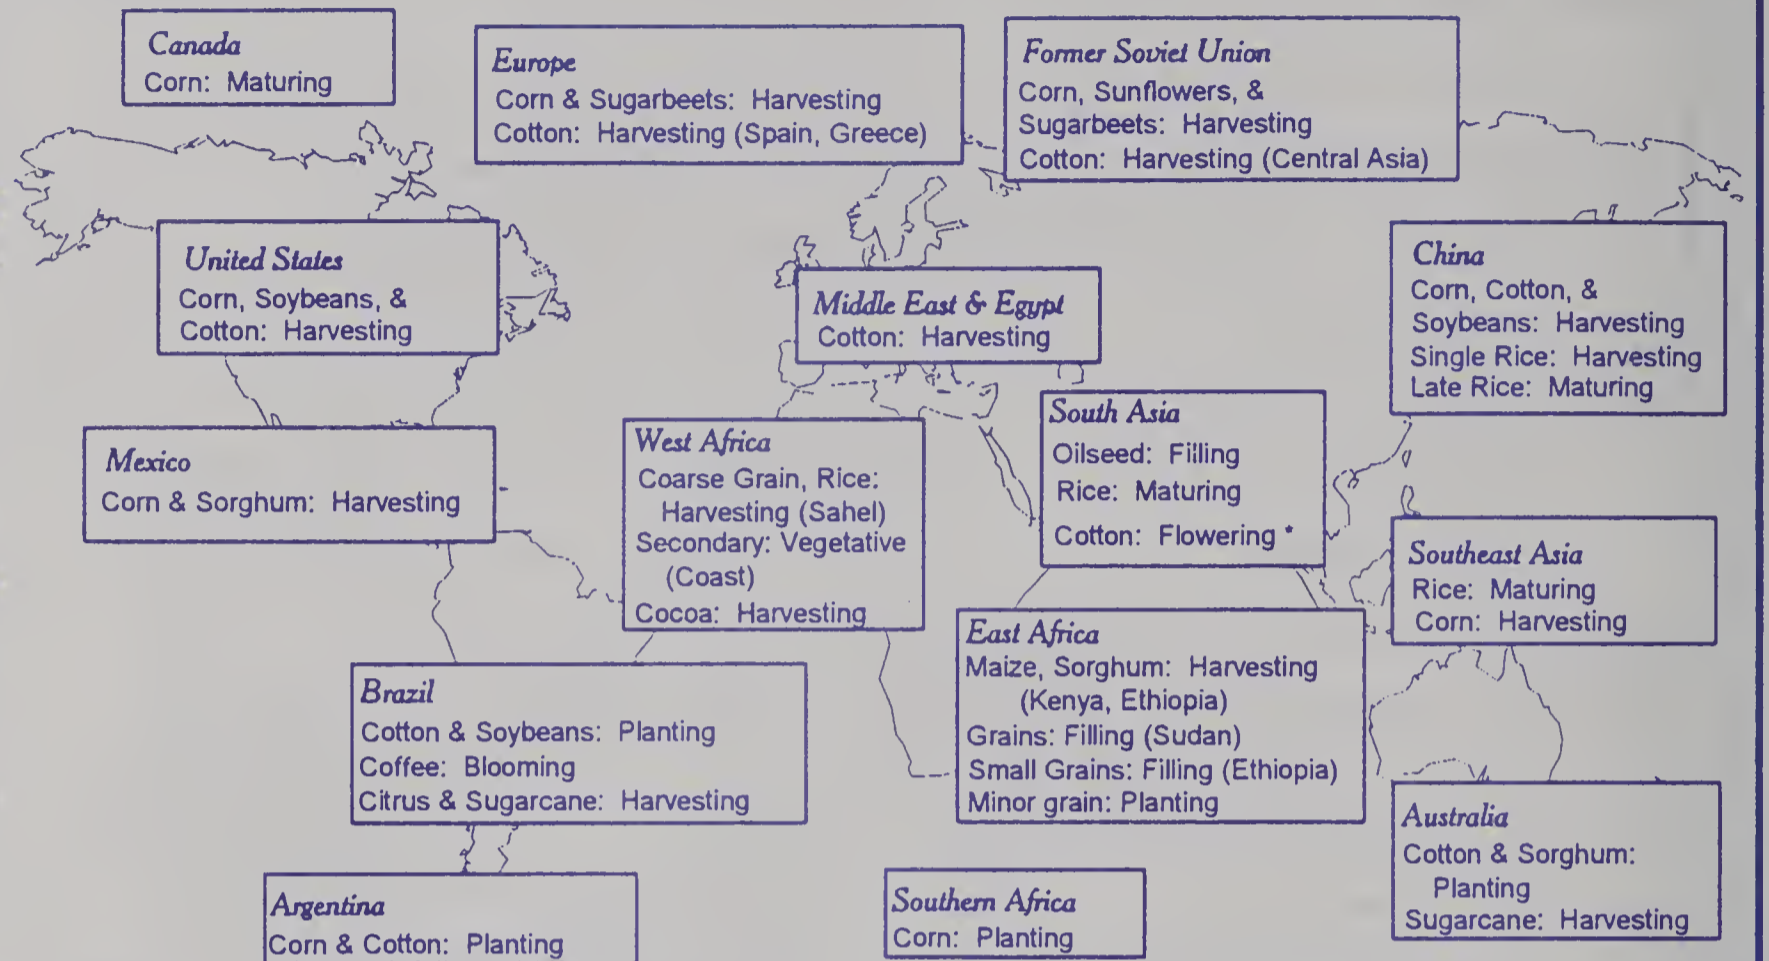 Canada
Corn: Maturing
Europe
Corn & Sugarbeets: Harvesting
Cotton: Harvesting (Spain, Greece)
Former Soviet Union
Corn, Sunflowers, &
Sugarbeets: Harvesting
Cotton: Harvesting (Central Asia)
United States
Corn, Soybeans, &
Cotton: Harvesting
Middle East & Egypt
Cotton: Harvesting
China
Corn, Cotton, &
Soybeans: Harvesting
Single Rice: Harvesting
Late Rice: Maturing
Mexico
Corn & Sorghum: Harvesting
West Africa
Coarse Grain, Rice:
Harvesting (Sahel)
Secondary: Vegetative
(Coast)
Cocoa: Harvesting
South Asia
Oilseed: Filling
Rice: Maturing
Cotton: Flowering *
Southeast Asia
Rice: Maturing
Corn: Harvesting
East Africa
Maize, Sorghum: Harvesting
(Kenya, Ethiopia)
Grains: Filling (Sudan)
Small Grains: Filling (Ethiopia)
Minor grain: Planting
Brazil
Cotton & Soybeans: Planting
Coffee: Blooming
Citrus & Sugarcane: Harvesting
Australia
Cotton & Sorghum:
Planting
Sugarcane: Harvesting
Argentina
Corn & Cotton: Planting
Southern Africa
Corn: Planting